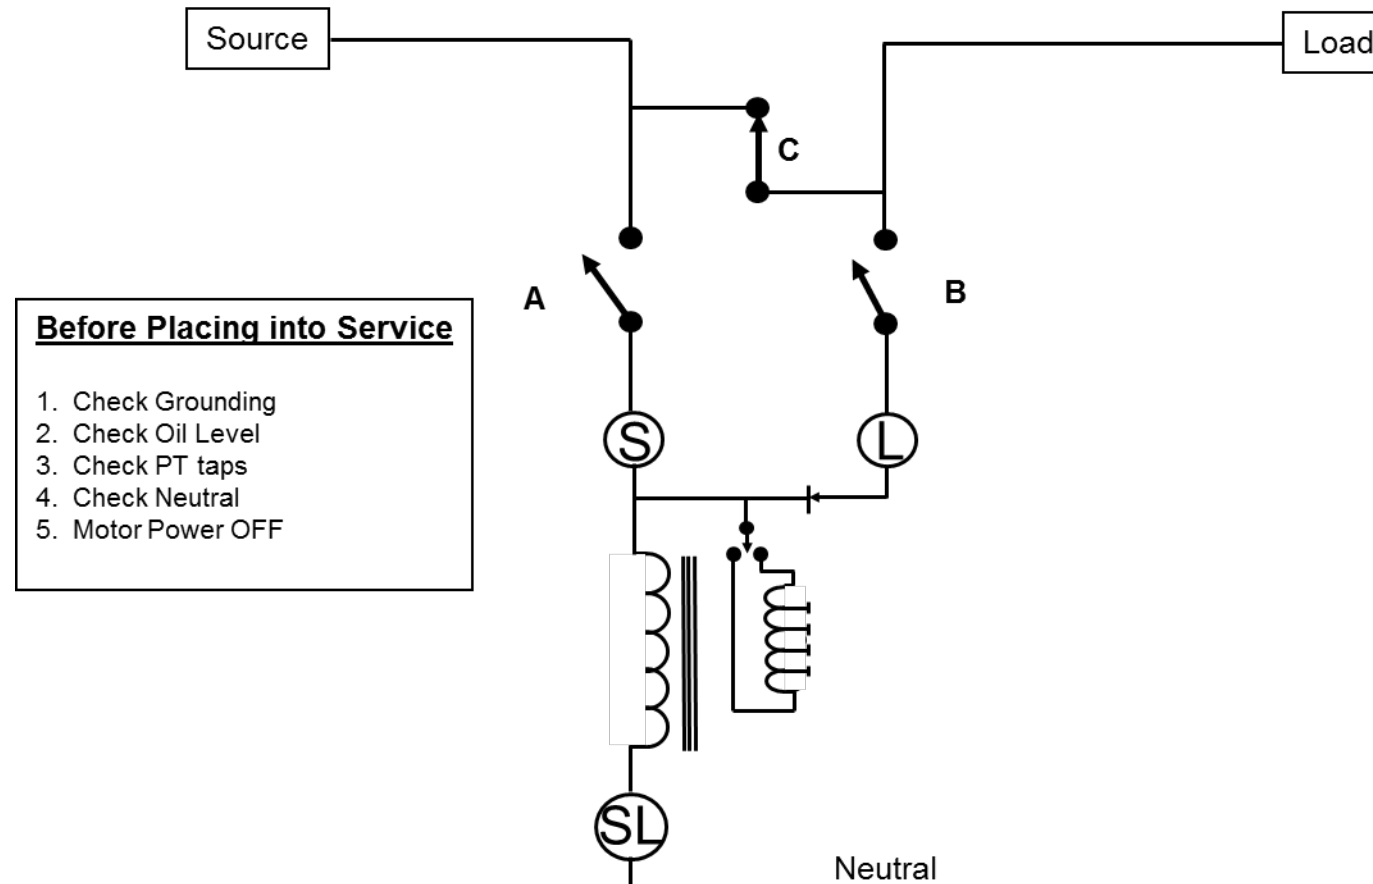 Source
Load
C
A
B
Before Placing into Service
1. Check Grounding
2. Check Oil Level
3. Check PT taps
4. Check Neutral
5. Motor Power OFF
S
L
SL
Neutral